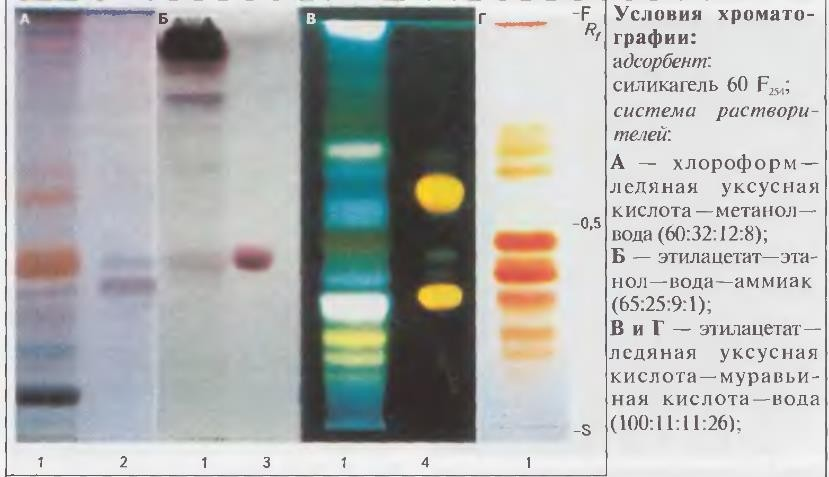 А
Б
В
Г
–F
Rf
–0,5
–S
1 2 1 3 1 4 1
Условия хромато-
графии:
адсорбент:
силикагель 60 F254;
система раствори-
телей:
А — хлороформ—
ледяная уксусная
кислота—метанол—
вода (60:32:12:8);
Б — этилацетат—эта-
нол—вода—аммиак
(65:25:9:1);
В и Г — этилацетат—
ледяная уксусная
кислота—муравьи-
ная кислота—вода
(100:11:11:26);